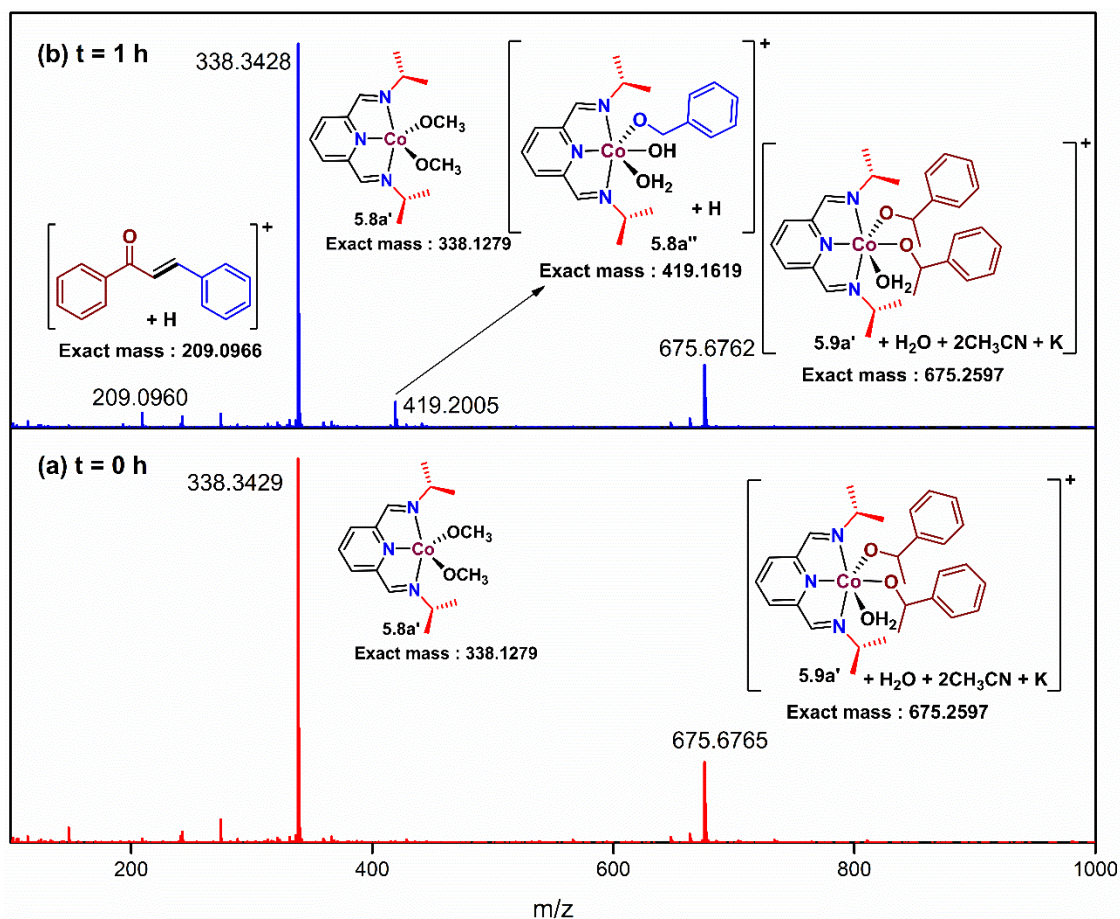 (b) t = 1 h
338.3428
N
N
N
Co
OCH3
OCH3
5.8a'
Exact mass : 338.1279
+
N
N
N
Co
O
OH
OH2
+ H
5.8a''
Exact mass : 419.1619
+
N
N
N
Co
O
O
OH2
5.9a' + H2O + 2CH3CN + K
Exact mass : 675.2597
+
O
+ H
Exact mass : 209.0966
209.0960
419.2005
675.6762
(a) t = 0 h
338.3429
N
N
N
Co
OCH3
OCH3
5.8a'
Exact mass : 338.1279
+
N
N
N
Co
O
O
OH2
5.9a' + H2O + 2CH3CN + K
Exact mass : 675.2597
675.6765
200 400 600 800 1000
m/z